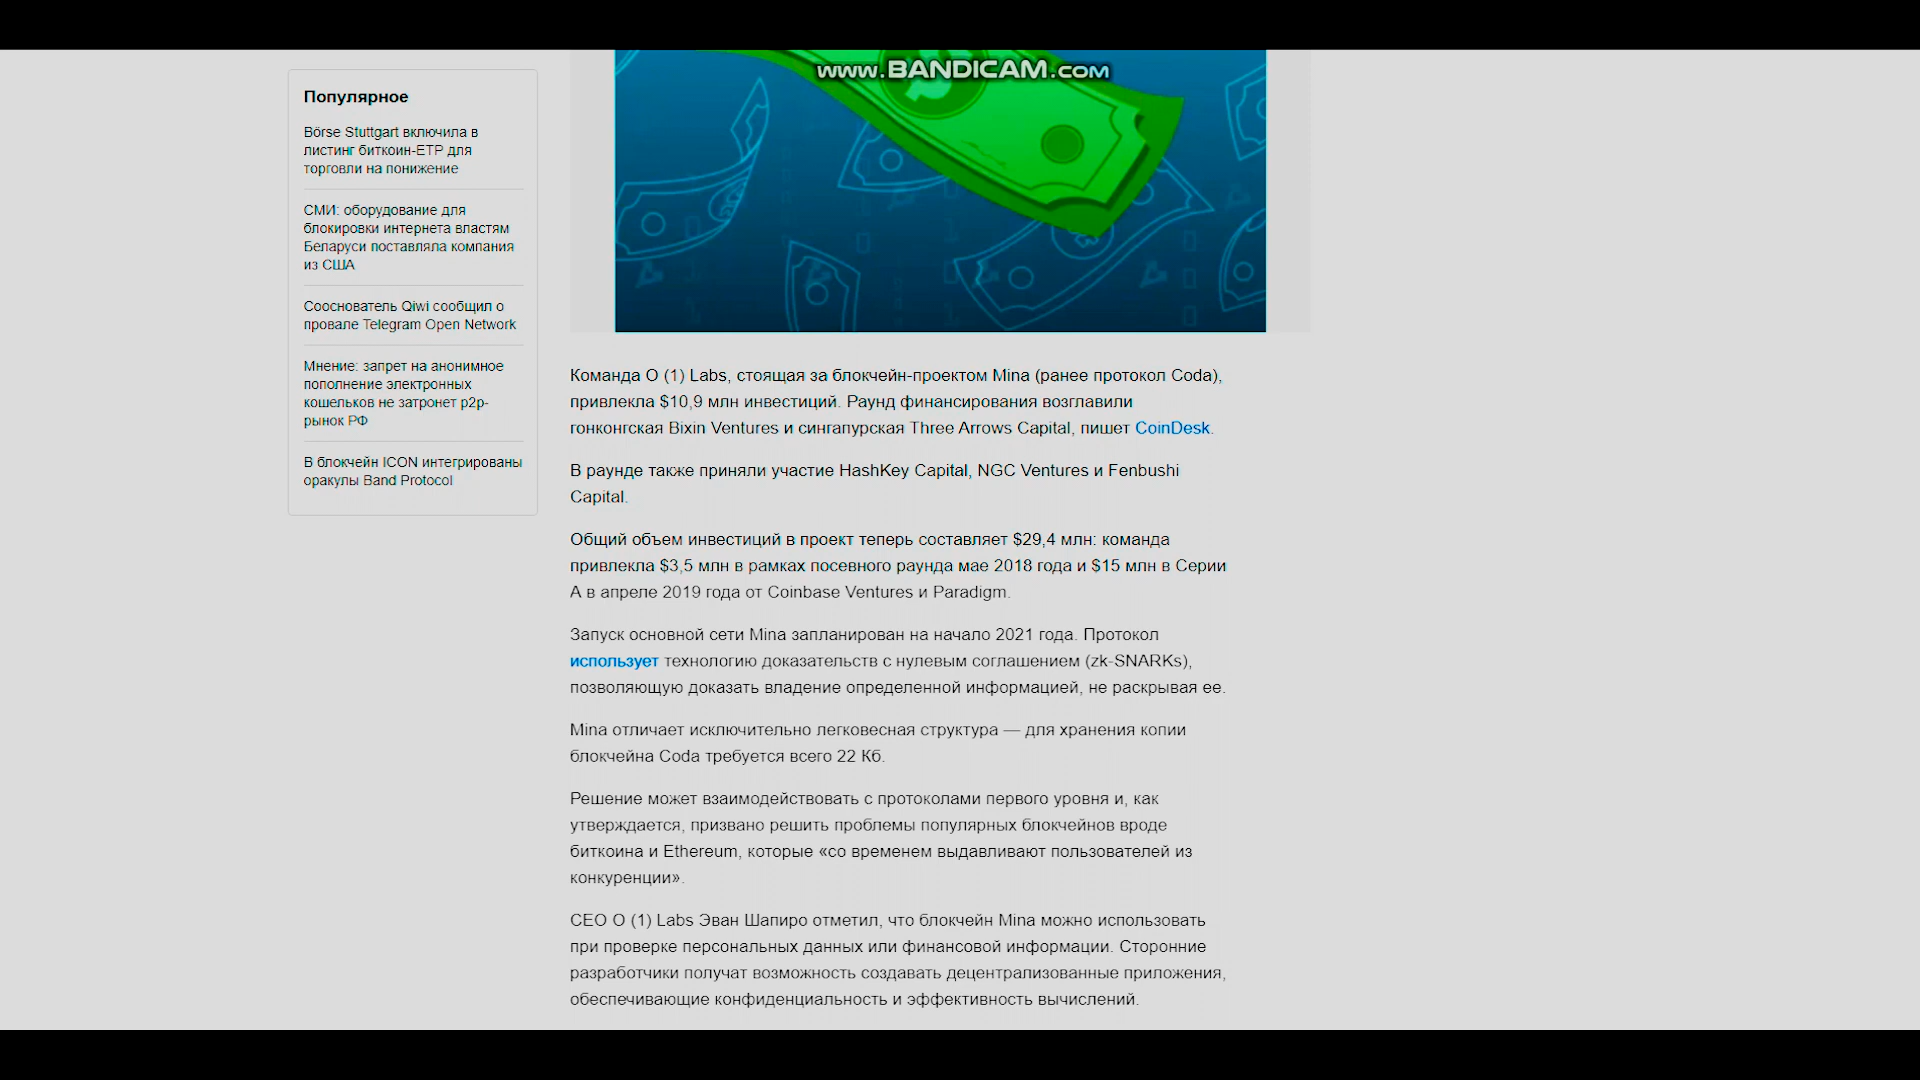 www.BANDICAM.com
Популярное
Börse Stuttgart включила в
листинг биткоин-ETP для
торговли на понижение
СМИ: оборудование для
блокировки интернета властям
Беларуси поставляла компания
из США
Сооснователь Qiwi сообщил о
провале Telegram Open Network
Мнение: запрет на анонимное
пополнение электронных
кошельков не затронет p2p-
рынок РФ
В блокчейн ICON интегрированы
оракулы Band Protocol
Команда O (1) Labs, стоящая за блокчейн-проектом Mina (ранее протокол Coda),
привлекла $10,9 млн инвестиций. Раунд финансирования возглавили
гонконгская Bixin Ventures и сингапурская Three Arrows Capital, пишет CoinDesk.
В раунде также приняли участие HashKey Capital, NGC Ventures и Fenbushi
Capital.
Общий объем инвестиций в проект теперь составляет $29,4 млн: команда
привлекла $3,5 млн в рамках посевного раунда мае 2018 года и $15 млн в Серии
А в апреле 2019 года от Coinbase Ventures и Paradigm.
Запуск основной сети Mina запланирован на начало 2021 года. Протокол
использует технологию доказательств с нулевым соглашением (zk-SNARKs),
позволяющую доказать владение определенной информацией, не раскрывая ее.
Mina отличает исключительно легковесная структура — для хранения копии
блокчейна Coda требуется всего 22 Кб.
Решение может взаимодействовать с протоколами первого уровня и, как
утверждается, призвано решить проблемы популярных блокчейнов вроде
биткоина и Ethereum, которые «со временем выдавливают пользователей из
конкуренции».
CEO O (1) Labs Эван Шапиро отметил, что блокчейн Mina можно использовать
при проверке персональных данных или финансовой информации. Сторонние
разработчики получат возможность создавать децентрализованные приложения,
обеспечивающие конфиденциальность и эффективность вычислений.